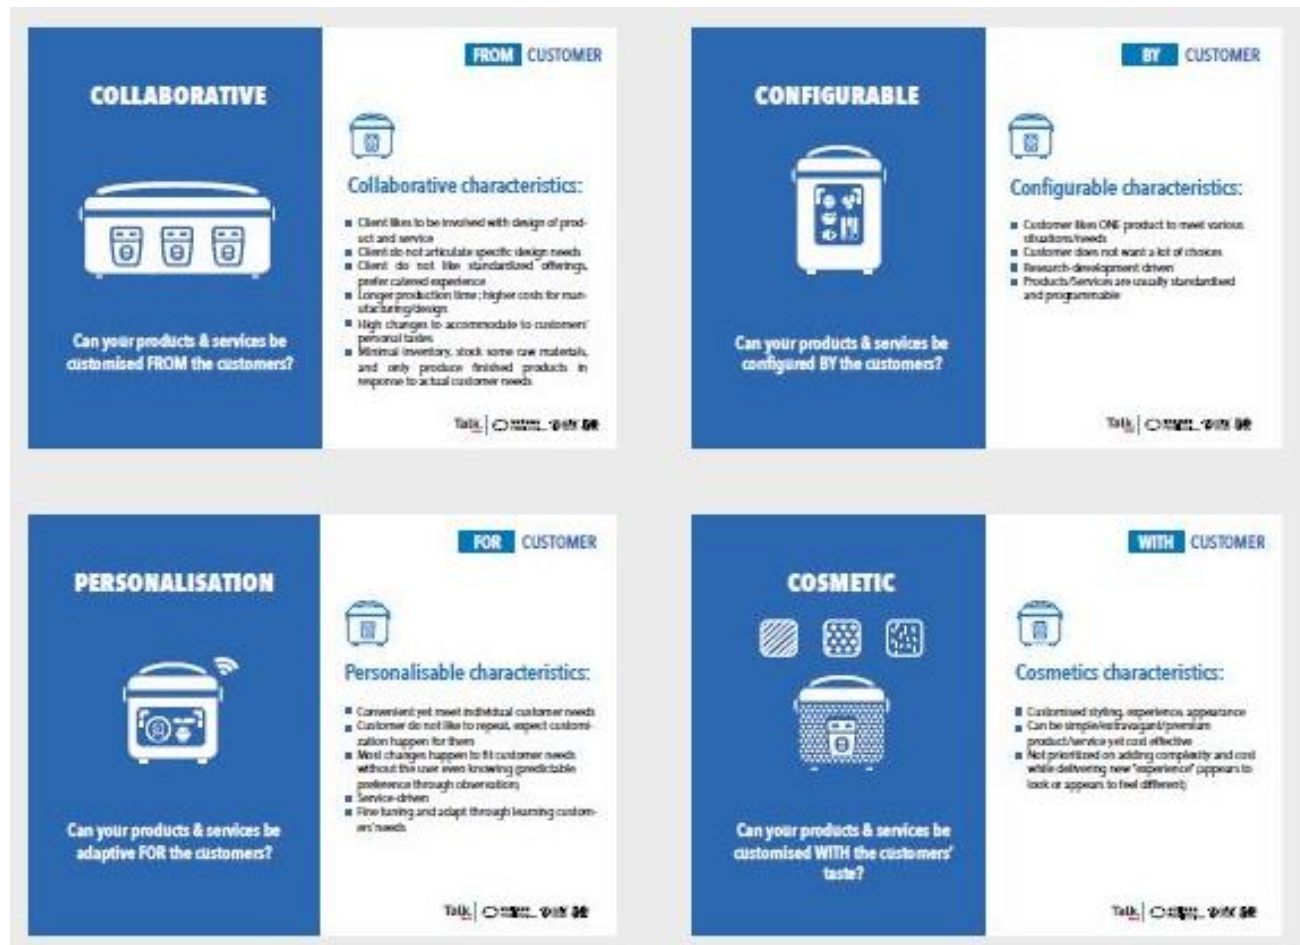 COLLABORATIVE
Can your products & services be
customised FROM the customers?
FROM CUSTOMER
Collaborative characteristics:
Client likes to be involved with design of prod-
uct and service
Client do not articulate specific design needs
Client do not like standardized offerings,
prefer catered experience
Longer production time; higher costs for man-
ufacturing/design
High changes to accommodate to customers'
personal tastes
Minimal inventory, stock some raw materials,
and only produce finished products in
response to actual customer needs
Talk
CONFIGURABLE
Can your products & services be
configured BY the customers?
BY CUSTOMER
Configurable characteristics:
Customer likes ONE product to meet various
situations/needs
Customer does not want a lot of choices
Research-development driven
Products/Services are usually standardised
and programmable
Talk
PERSONALISATION
Can your products & services be
adaptive FOR the customers?
FOR CUSTOMER
Personalisable characteristics:
Convenient yet meet individual customer needs
Customer do not like to repeat, expect customi-
zation happen for them
Most changes happen to fit customer needs
without the user even knowing (predictable
preference through observation)
Service-driven
Fine tuning and adapt through learning custom-
ers' needs
Talk
COSMETIC
Can your products & services be
customised WITH the customers'
taste?
WITH CUSTOMER
Cosmetics characteristics:
Customised styling, experience, appearance
Can be simple/extravagant/premium
product/service yet cost effective
Not prioritized on adding complexity and cost
while delivering new "experience" (appears to
look or appears to feel different)
Talk